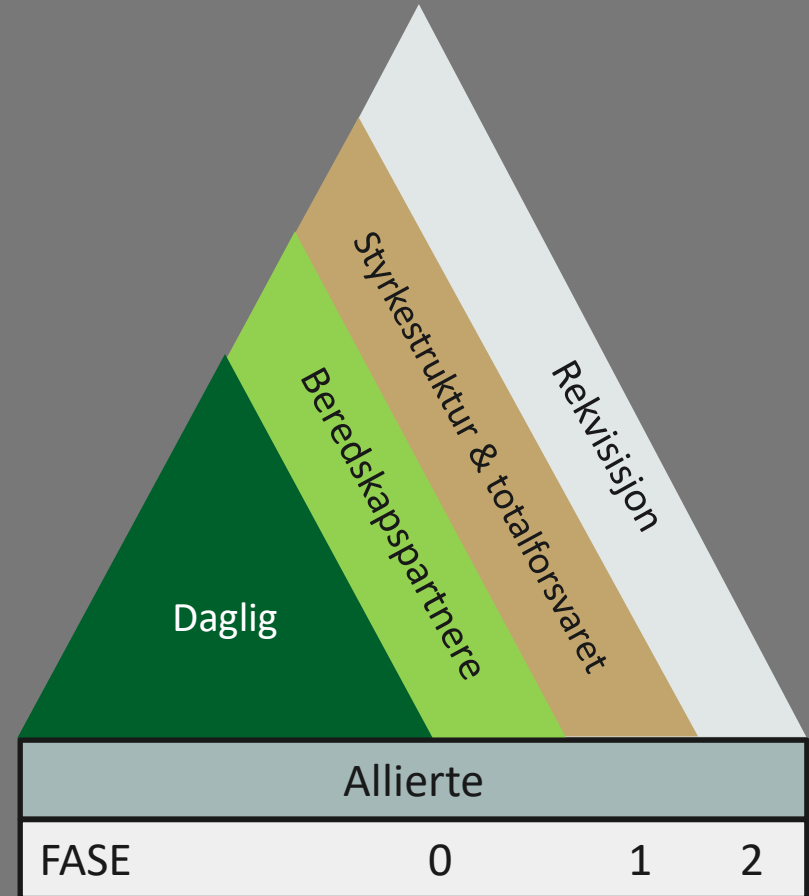 Rekvisisjon
Styrkestruktur & totalforsvaret
Beredskapspartnere
Daglig
Allierte
FASE 0 1 2